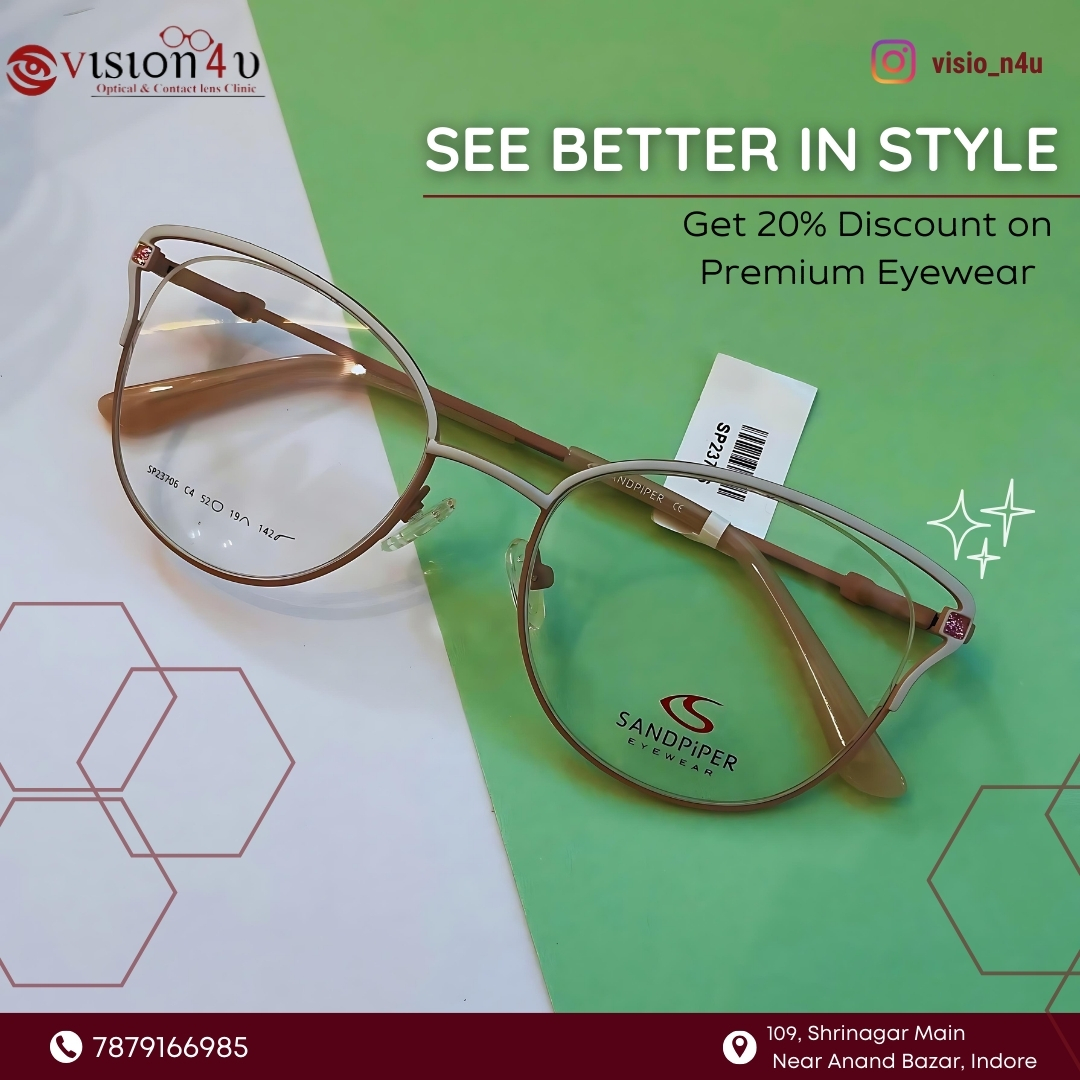 vision4u
Optical & Contact lens Clinic
visio_n4u
SEE BETTER IN STYLE
Get 20% Discount on
Premium Eyewear
SP23706 C4 52 19 142
SANDPiPER
EYEWEAR
CE
7879166985
109, Shrinagar Main
Near Anand Bazar, Indore